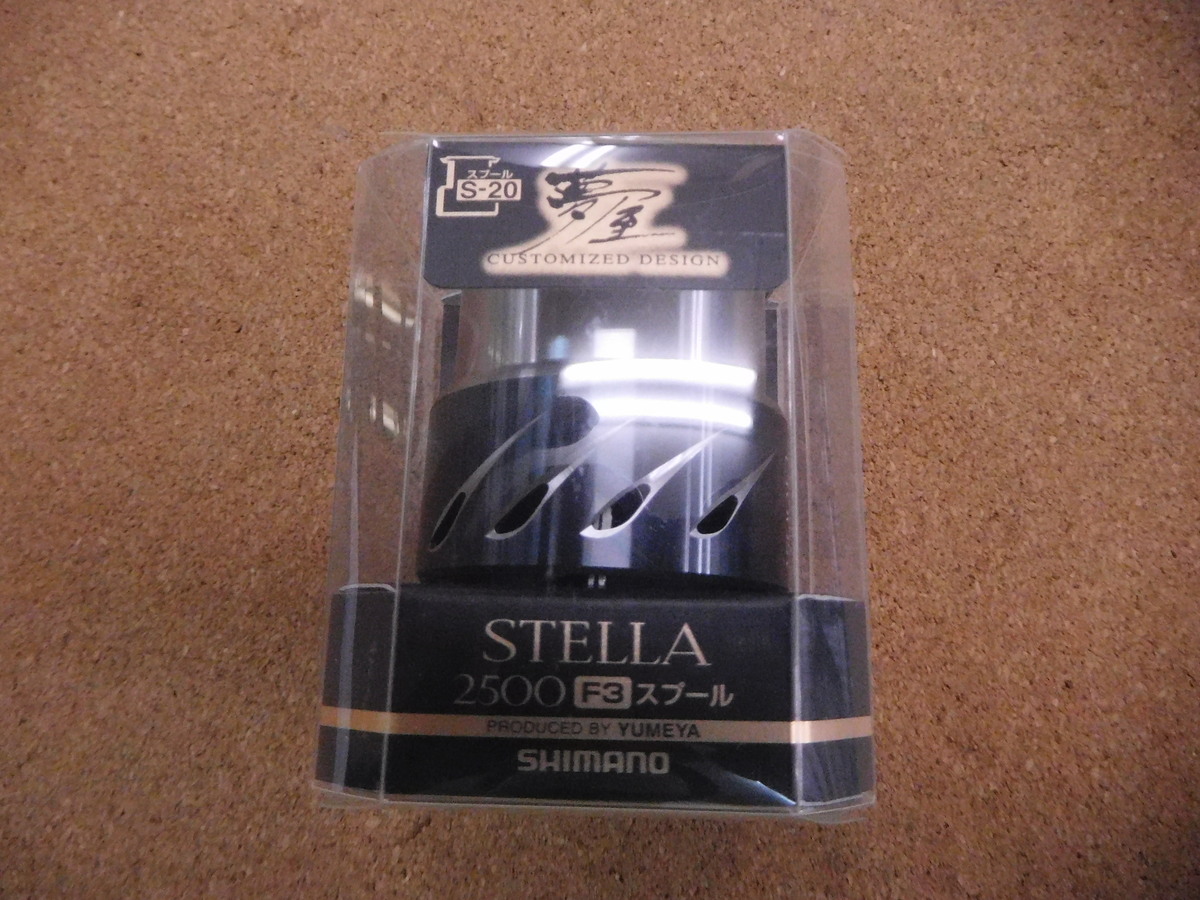 スプール
S-20
夢屋
CUSTOMIZED DESIGN
STELLA
2500 F3 スプール
PRODUCED BY YUMEYA
SHIMANO